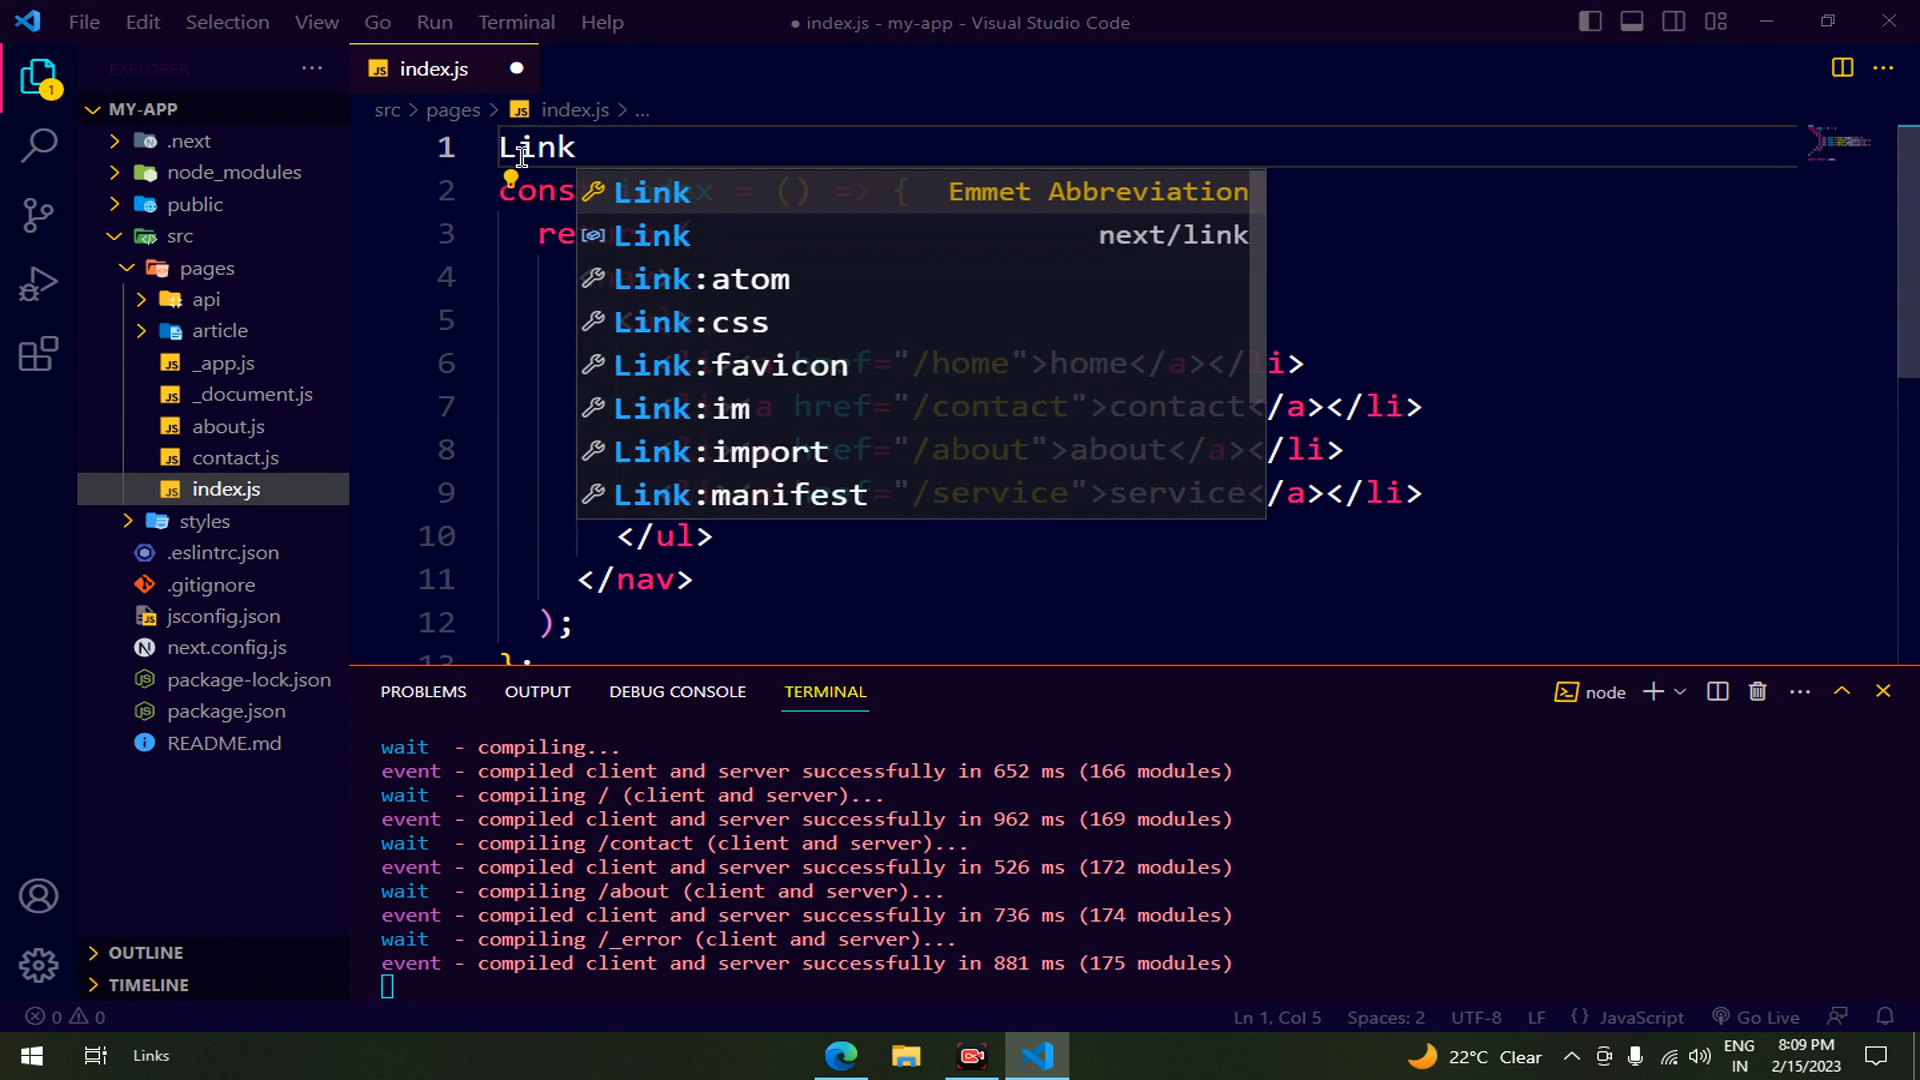 File Edit Selection View Go Run Terminal Help
● index.js - my-app - Visual Studio Code
EXPLORER
1
MY-APP
.next
node_modules
public
src
pages
api
article
_app.js
_document.js
about.js
contact.js
index.js
styles
.eslintrc.json
.gitignore
jsconfig.json
next.config.js
package-lock.json
package.json
README.md
OUTLINE
TIMELINE
JS index.js
src > pages > JS index.js > ...
1 Link
2 cons index = () => {
3 re
4
5
6 href="/home">home</a></li>
7 a href="/contact">contact</a></li>
8 href="/about">about</a></li>
9 href="/service">service</a></li>
10 </ul>
11 </nav>
12 );
13 };
Link Emmet Abbreviation
Link next/link
Link:atom
Link:css
Link:favicon
Link:im
Link:import
Link:manifest
PROBLEMS OUTPUT DEBUG CONSOLE TERMINAL
node
wait - compiling...
event - compiled client and server successfully in 652 ms (166 modules)
wait - compiling / (client and server)...
event - compiled client and server successfully in 962 ms (169 modules)
wait - compiling /contact (client and server)...
event - compiled client and server successfully in 526 ms (172 modules)
wait - compiling /about (client and server)...
event - compiled client and server successfully in 736 ms (174 modules)
wait - compiling /_error (client and server)...
event - compiled client and server successfully in 881 ms (175 modules)
0 0
Ln 1, Col 5 Spaces: 2 UTF-8 LF {} JavaScript Go Live
Links
22°C Clear
ENG
IN
8:09 PM
2/15/2023